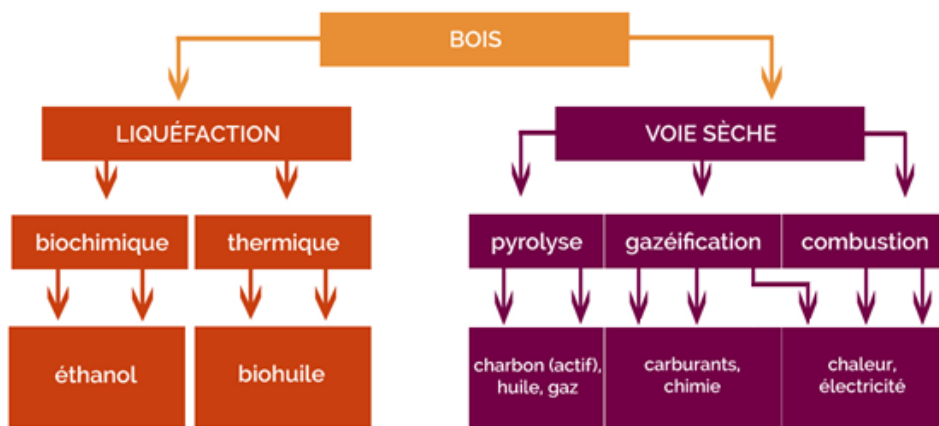 BOIS
LIQUÉFACTION
VOIE SÈCHE
biochimique
thermique
pyrolyse
gazéification
combustion
éthanol
biohuile
charbon (actif),
huile, gaz
carburants,
chimie
chaleur,
électricité